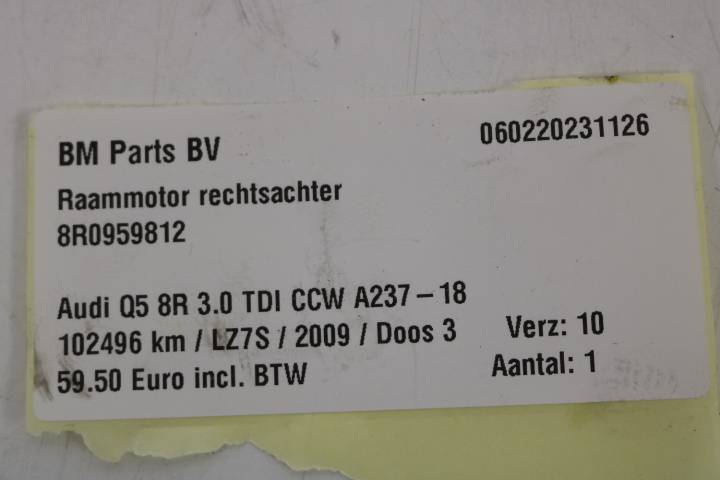 BM Parts BV 060220231126
Raammotor rechtsachter
8R0959812
Audi Q5 8R 3.0 TDI CCW A237-18
102496 km / LZ7S / 2009 / Doos 3 Verz: 10
59.50 Euro incl. BTW Aantal: 1